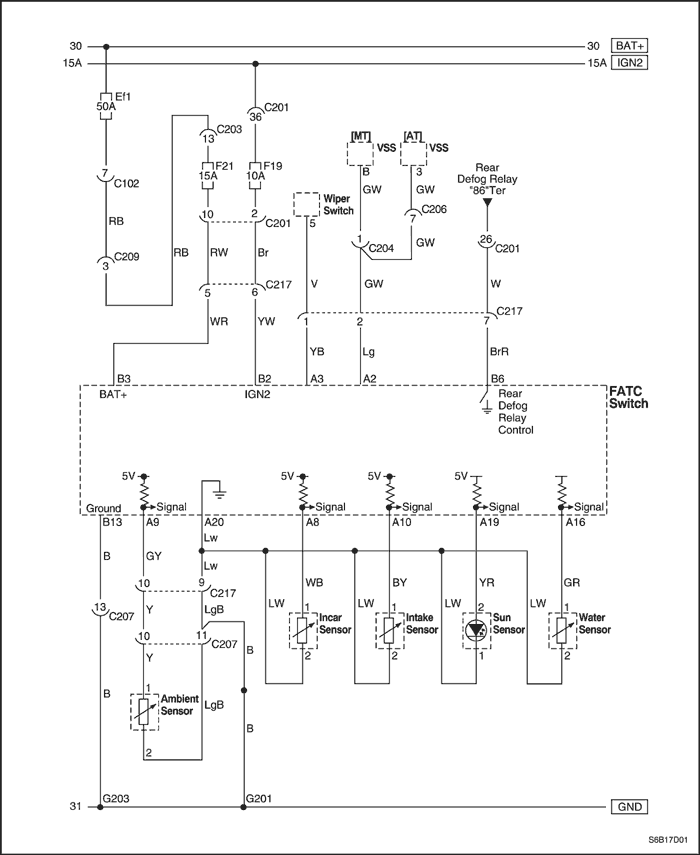 30 30 BAT+
15A 15A IGN2
Ef1
50A
C201
36
C203
13
[MT] [AT]
VSS VSS
F21
15A
F19
10A
B 3
Rear
Defog Relay
"86"Ter
7
C102
Wiper
Switch
5
GW GW
C206
7
10 2
C201
RB
1
C204
GW
26
C201
C209
3
RB RW Br
C217
5 6
V GW W
C217
1 2 7
WR YW
YB Lg BrR
B3 B2 A3 A2 B6
BAT+ IGN2
Rear
Defog
Relay
Control
FATC
Switch
5V 5V 5V 5V
Ground Signal Signal Signal Signal Signal
B13 A9 A20 A8 A10 A19 A16
Lw
B GY Lw
10 9
C217
WB BY YR GR
13
C207
Y LgB
LW LW LW LW
1 1 2 1
Incar
Sensor
Intake
Sensor
Sun
Sensor
Water
Sensor
10 11
C207
2 2 1 2
Y B
1
Ambient
Sensor
B LgB B
2
G203 G201
31 GND
S6B17D01